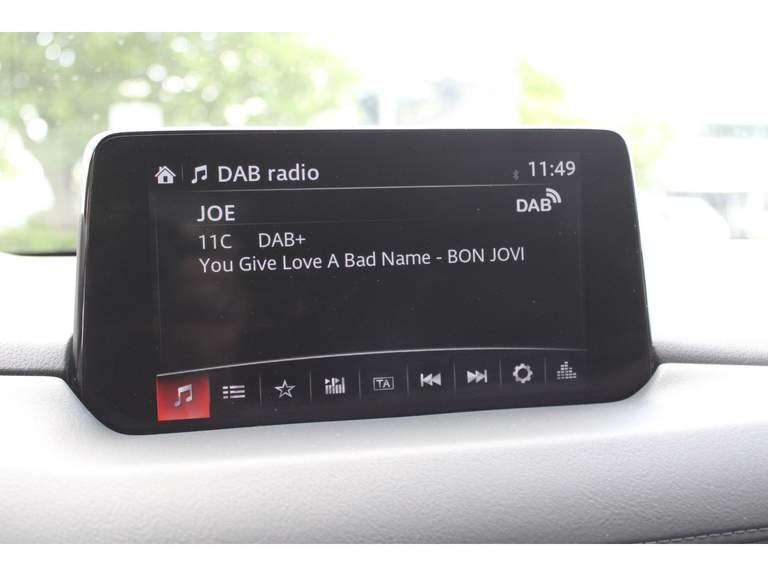 DAB radio
11:49
JOE
DAB
11C DAB+
You Give Love A Bad Name - BON JOVI
TA